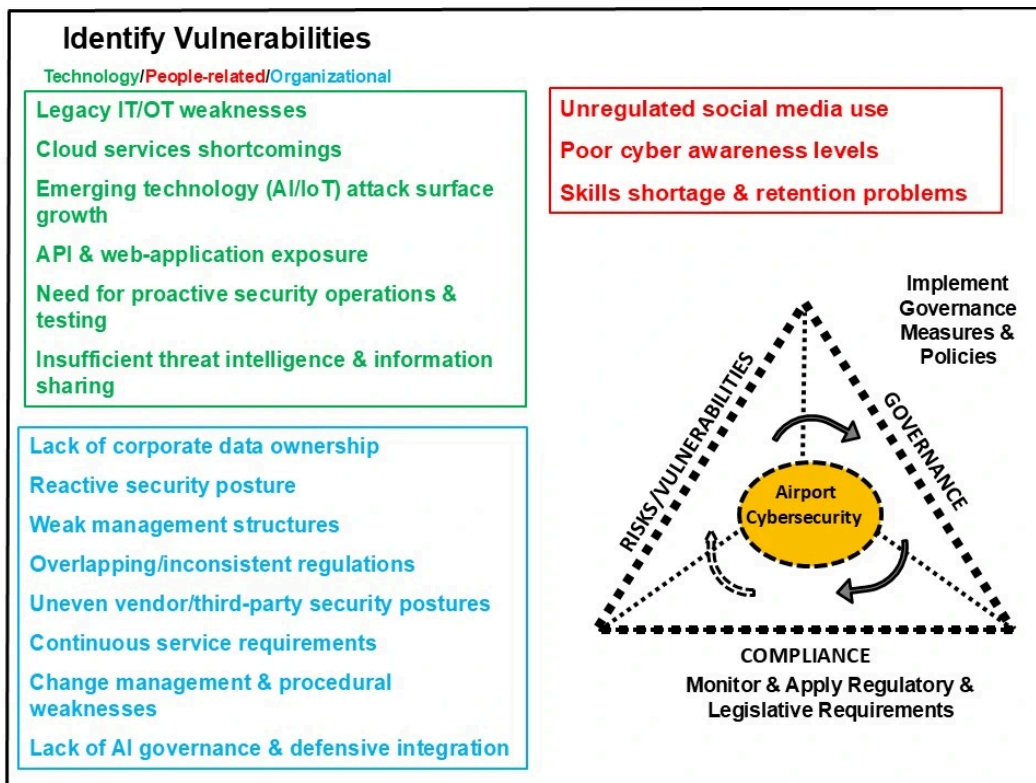 Identify Vulnerabilities
Technology/People-related/Organizational
Legacy IT/OT weaknesses
Cloud services shortcomings
Emerging technology (AI/IoT) attack surface
growth
API & web-application exposure
Need for proactive security operations &
testing
Insufficient threat intelligence & information
sharing
Lack of corporate data ownership
Reactive security posture
Weak management structures
Overlapping/inconsistent regulations
Uneven vendor/third-party security postures
Continuous service requirements
Change management & procedural
weaknesses
Lack of AI governance & defensive integration
Unregulated social media use
Poor cyber awareness levels
Skills shortage & retention problems
Implement
Governance
Measures &
Policies
RISKS/VULNERABILITIES
GOVERNANCE
Airport
Cybersecurity
COMPLIANCE
Monitor & Apply Regulatory &
Legislative Requirements